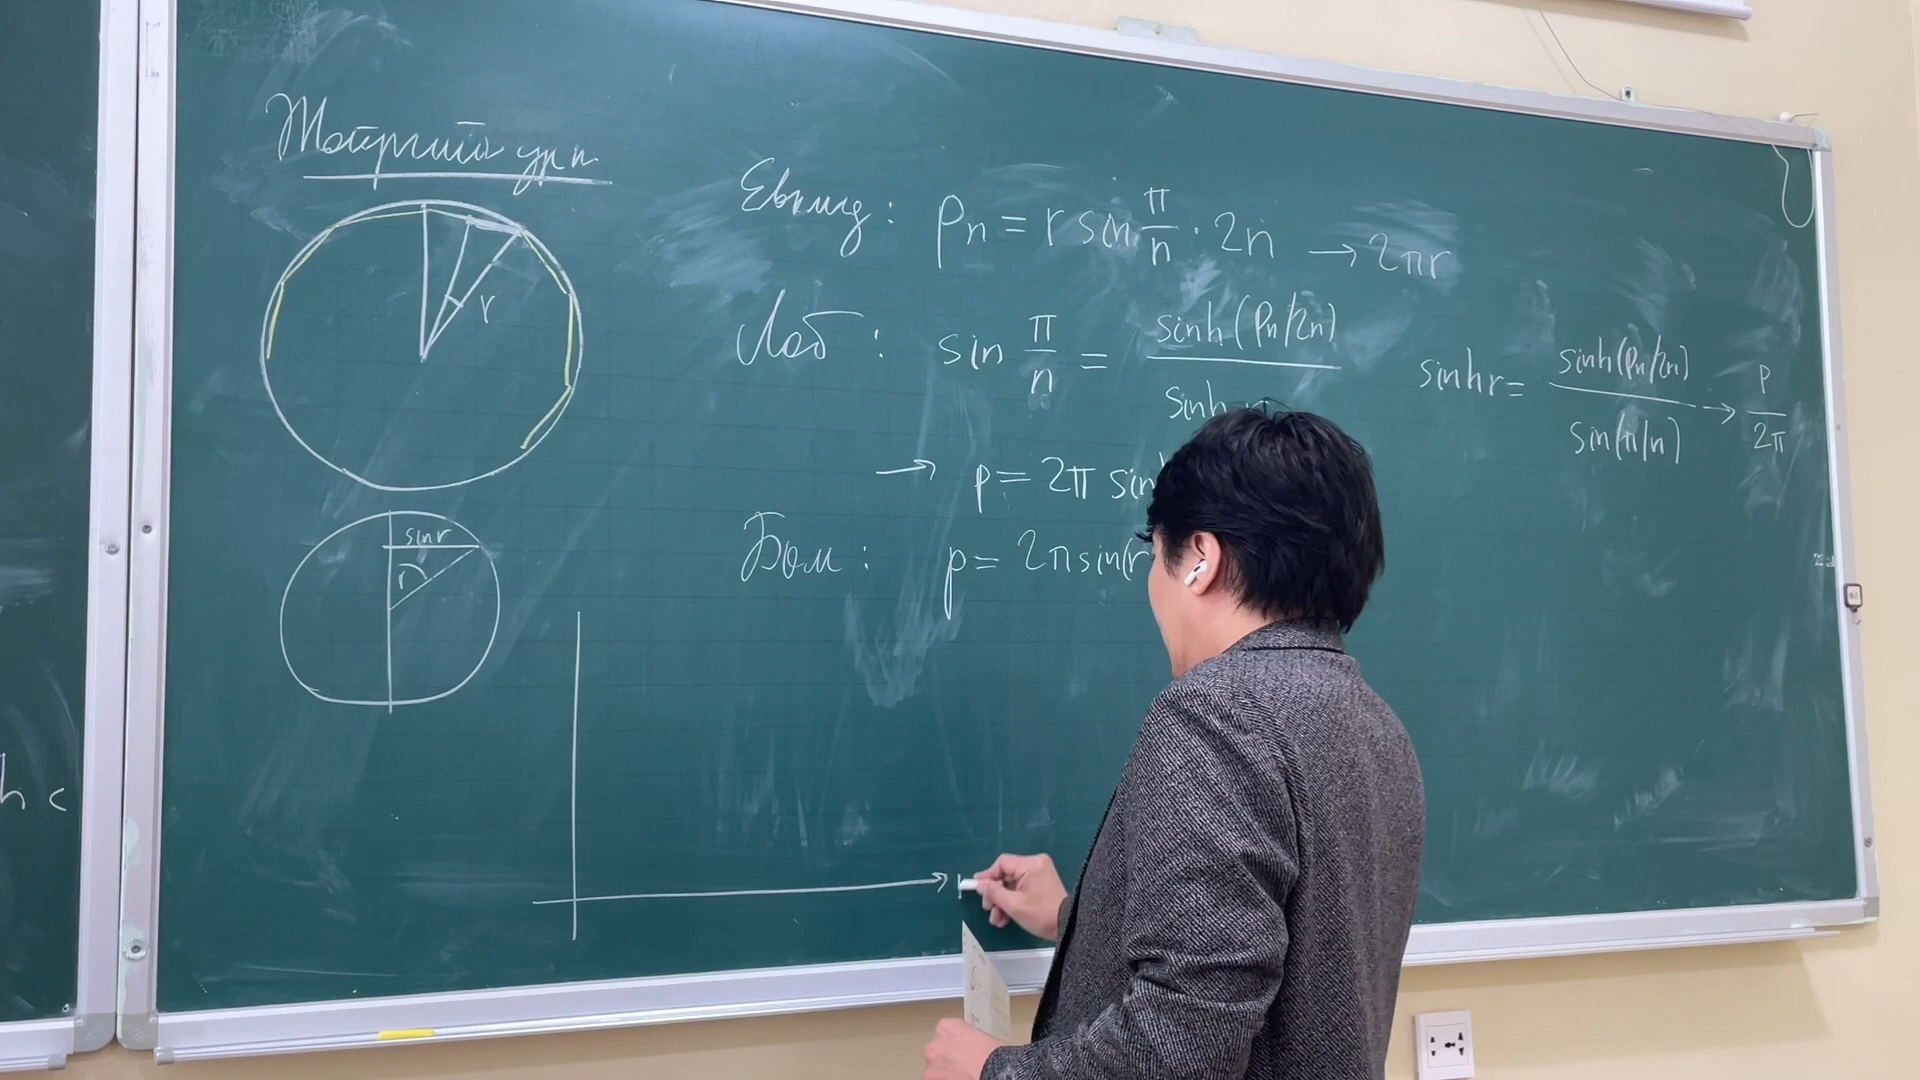 Тойргийн урт
r
sin r
r
Евклид: Pn = r sin π/n · 2n → 2πr
Лоб: sin π/n = sinh(Pn/2n) / sinh r
sinh r = sinh(Pn/2n) / sin(π/n) → P / 2π
→ p = 2π sin
Бөм: p = 2π sin(r
h c